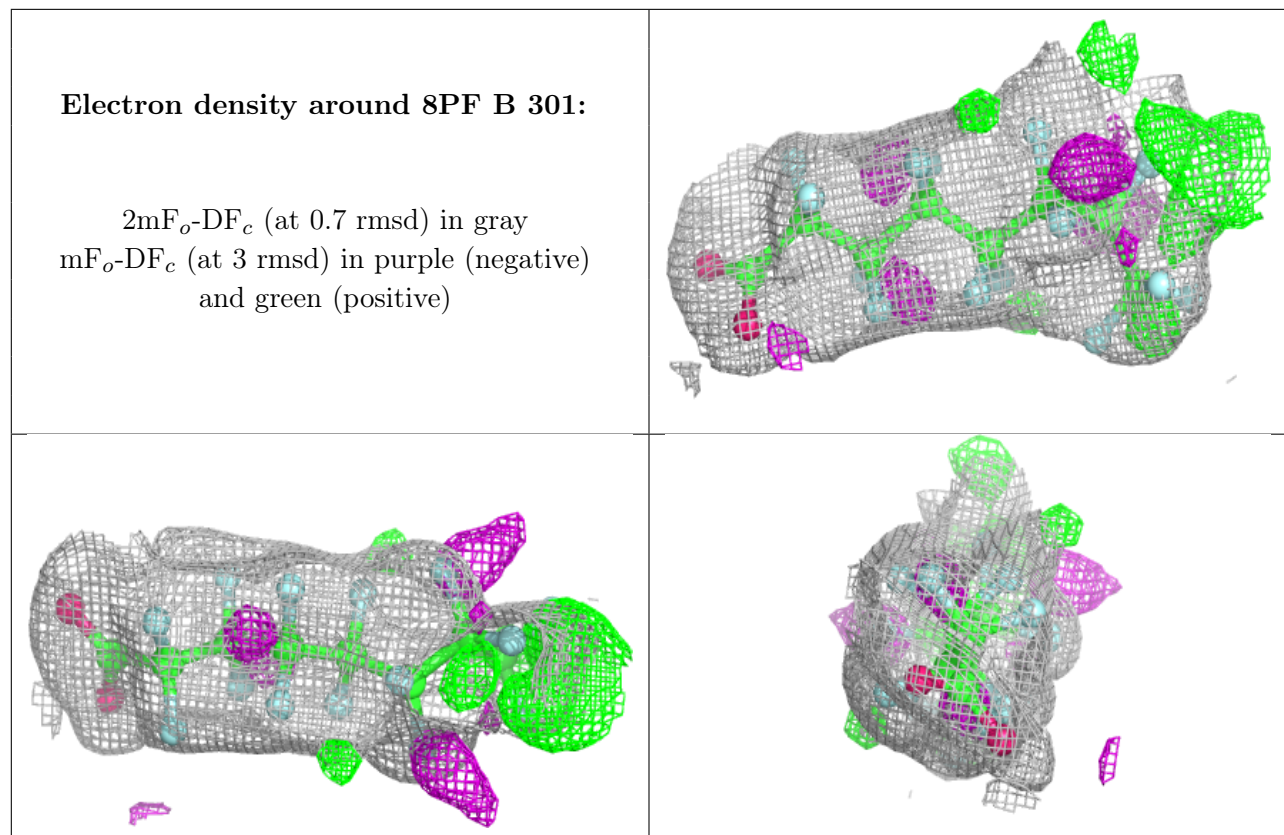 Electron density around 8PF B 301:
2mFo-DFc (at 0.7 rmsd) in gray
mFo-DFc (at 3 rmsd) in purple (negative)
and green (positive)